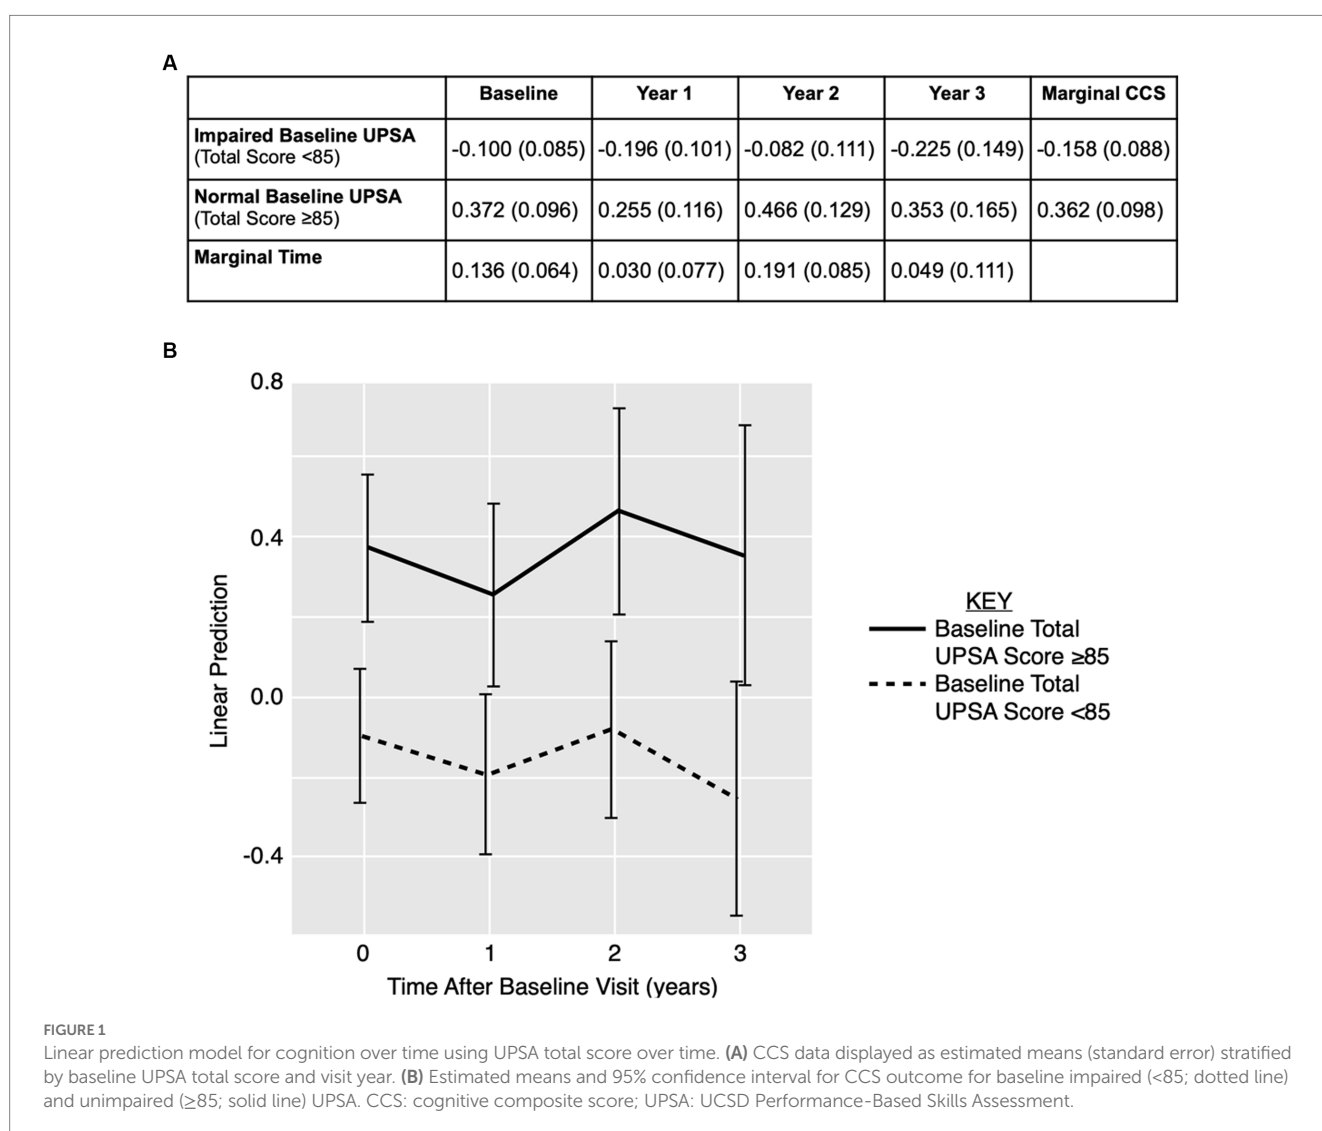 A
Baseline Year 1 Year 2 Year 3 Marginal CCS
Impaired Baseline UPSA
(Total Score <85)
-0.100 (0.085) -0.196 (0.101) -0.082 (0.111) -0.225 (0.149) -0.158 (0.088)
Normal Baseline UPSA
(Total Score ≥85)
0.372 (0.096) 0.255 (0.116) 0.466 (0.129) 0.353 (0.165) 0.362 (0.098)
Marginal Time
0.136 (0.064) 0.030 (0.077) 0.191 (0.085) 0.049 (0.111)
B
0.8
0.4
0.0
-0.4
Linear Prediction
0 1 2 3
Time After Baseline Visit (years)
KEY
Baseline Total
UPSA Score ≥85
Baseline Total
UPSA Score <85
FIGURE 1
Linear prediction model for cognition over time using UPSA total score over time. (A) CCS data displayed as estimated means (standard error) stratified
by baseline UPSA total score and visit year. (B) Estimated means and 95% confidence interval for CCS outcome for baseline impaired (<85; dotted line)
and unimpaired (≥85; solid line) UPSA. CCS: cognitive composite score; UPSA: UCSD Performance-Based Skills Assessment.